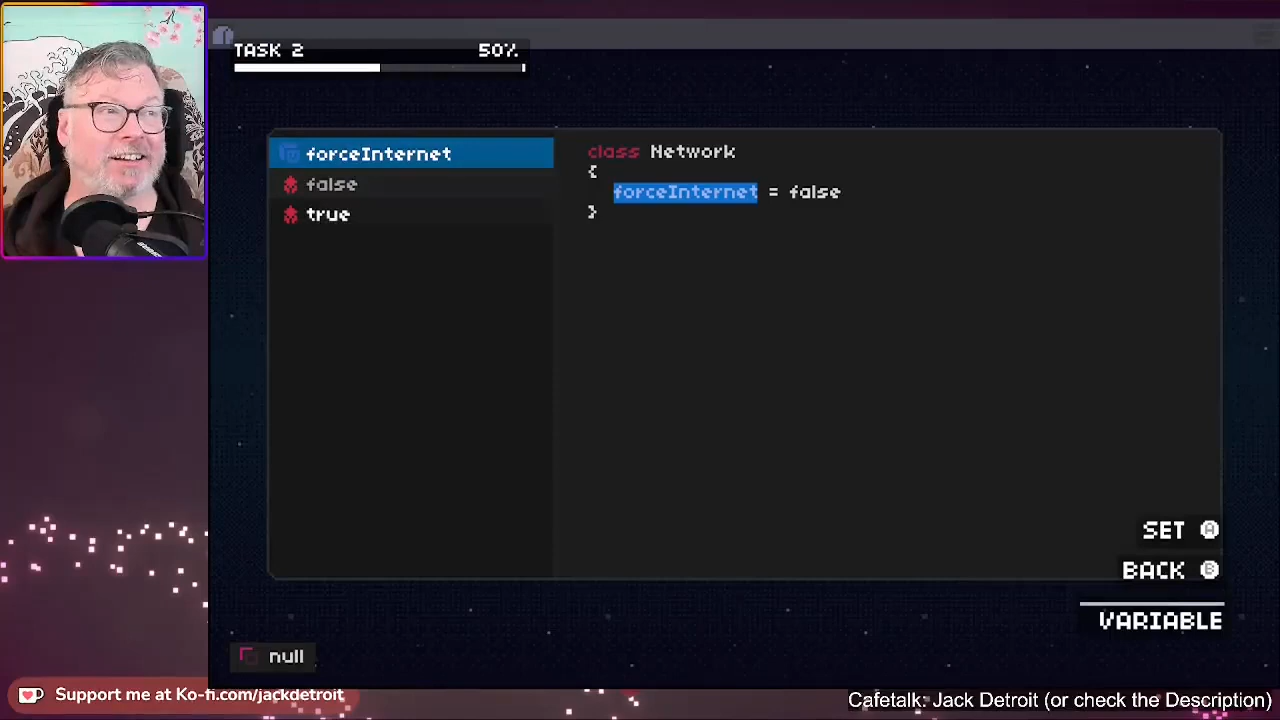 TASK 2 50%
forceInternet
false
true
class Network
{
forceInternet = false
}
SET A
BACK B
VARIABLE
null
Support me at Ko-fi.com/jackdetroit
Cafetalk: Jack Detroit (or check the Description)